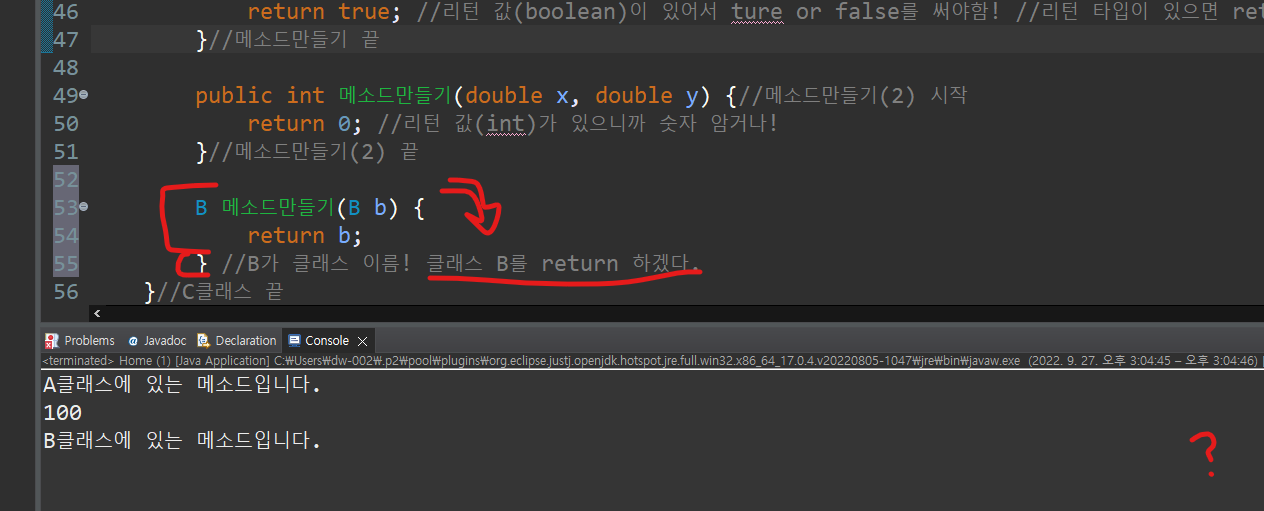 46 return true; //리턴 값(boolean)이 있어서 ture or false를 써야함! //리턴 타입이 있으면 ret
47 }//메소드만들기 끝
48
49 public int 메소드만들기(double x, double y) {//메소드만들기(2) 시작
50 return 0; //리턴 값(int)가 있으니까 숫자 암거나!
51 }//메소드만들기(2) 끝
52
53 B 메소드만들기(B b) {
54 return b;
55 } //B가 클래스 이름! 클래스 B를 return 하겠다.
56 }//C클래스 끝
Problems Javadoc Declaration Console
<terminated> Home (1) [Java Application] C:₩Users₩dw-002₩.p2₩pool₩plugins₩org.eclipse.justj.openjdk.hotspot.jre.full.win32.x86_64_17.0.4.v20220805-1047₩jre₩bin₩javaw.exe (2022. 9. 27. 오후 3:04:45 – 오후 3:04:46)
A클래스에 있는 메소드입니다.
100
B클래스에 있는 메소드입니다.
?